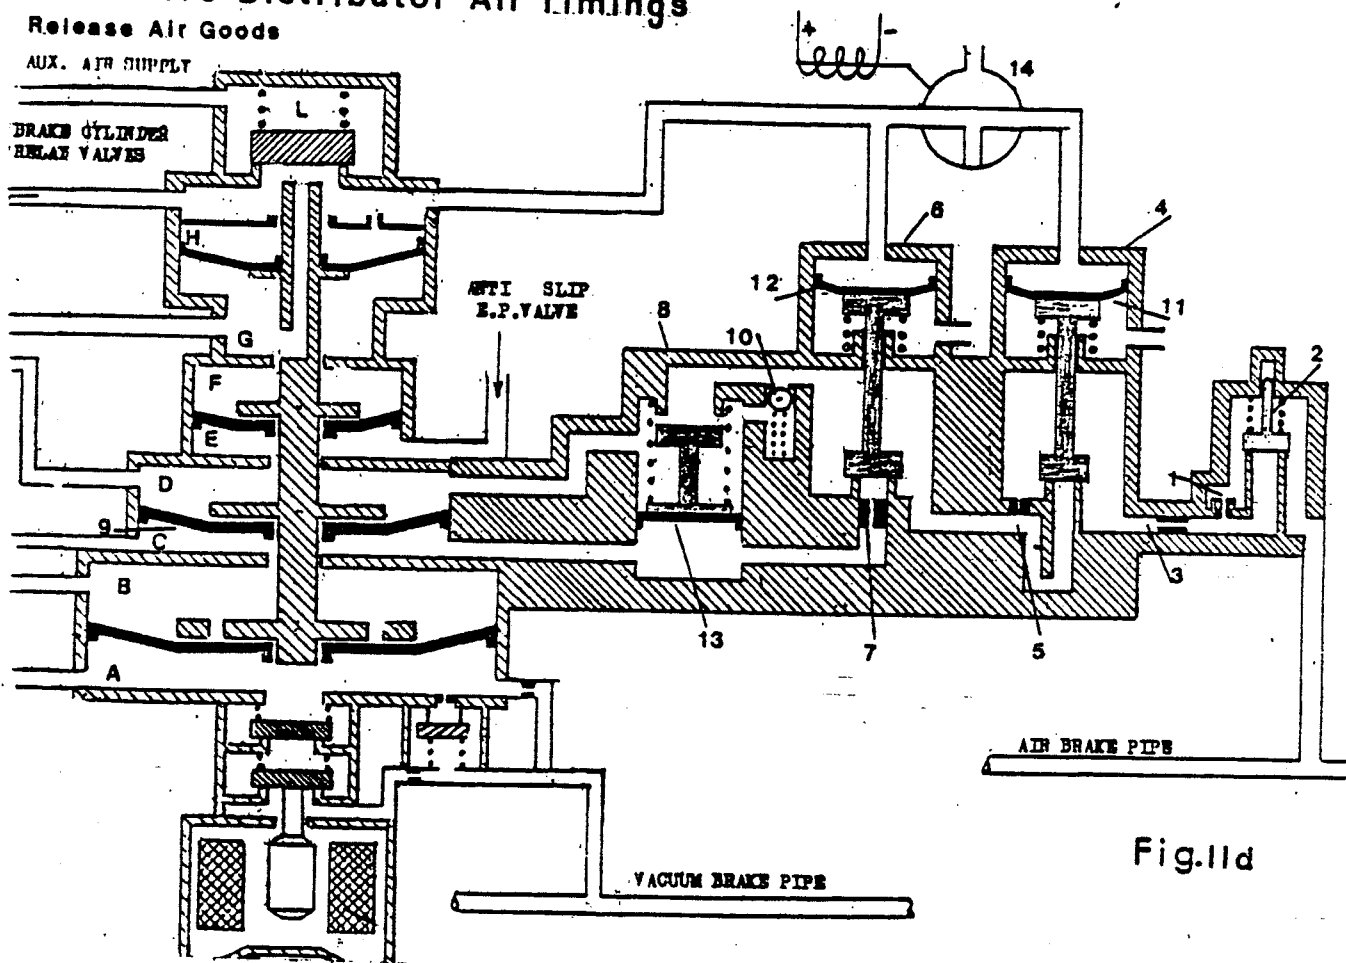 Distributor Air Timings
Release Air Goods
AUX. AIR SUPPLY
BRAKE CYLINDER
RELAY VALVES
+ -
14
L
H
G
F
E
D
9
C
B
A
ANTI SLIP
E.P.VALVE
8
10
12
6
4
11
2
1
3
5
7
13
AIR BRAKE PIPE
VACUUM BRAKE PIPE
Fig.11d